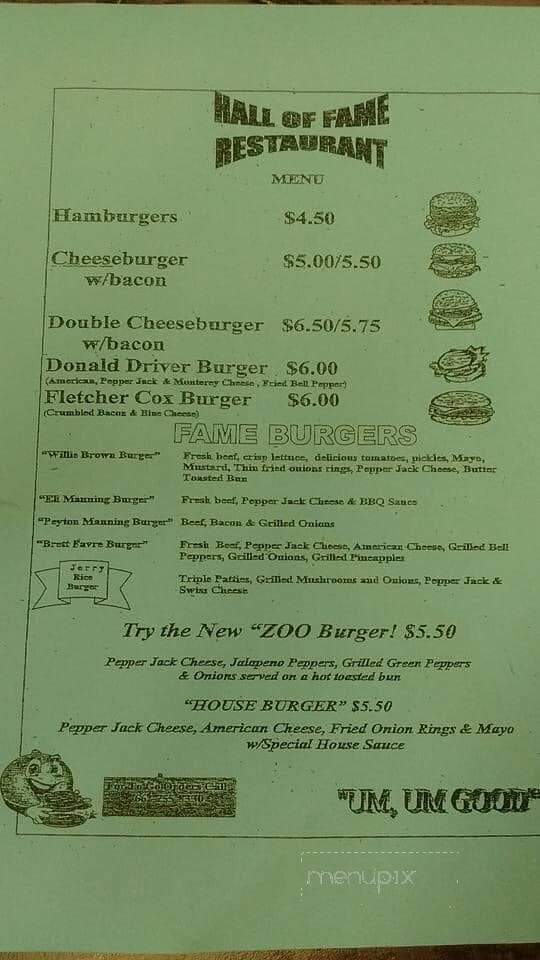 HALL OF FAME
RESTAURANT
MENU
Hamburgers $4.50
Cheeseburger $5.00/5.50
w/bacon
Double Cheeseburger $6.50/5.75
w/bacon
Donald Driver Burger $6.00
(American, Pepper Jack & Monterey Cheese , Fried Bell Pepper)
Fletcher Cox Burger $6.00
(Crumbled Bacon & Blue Cheese)
FAME BURGERS
"Willie Brown Burger" Fresh beef, crisp lettuce, delicious tomatoes, pickles, Mayo,
Mustard, Thin fried onions rings, Pepper Jack Cheese, Butter
Toasted Bun
"Eli Manning Burger" Fresh beef, Pepper Jack Cheese & BBQ Sauce
"Peyton Manning Burger" Beef, Bacon & Grilled Onions
"Brett Favre Burger" Fresh Beef, Pepper Jack Cheese, American Cheese, Grilled Bell
Peppers, Grilled Onions, Grilled Pineapples
Jerry
Rice
Burger
Triple Patties, Grilled Mushrooms and Onions, Pepper Jack &
Swiss Cheese
Try the New "ZOO Burger! $5.50
Pepper Jack Cheese, Jalapeno Peppers, Grilled Green Peppers
& Onions served on a hot toasted bun
"HOUSE BURGER" $5.50
Pepper Jack Cheese, American Cheese, Fried Onion Rings & Mayo
w/Special House Sauce
For To Go Orders Call
"UM, UM GOOD"
menupix